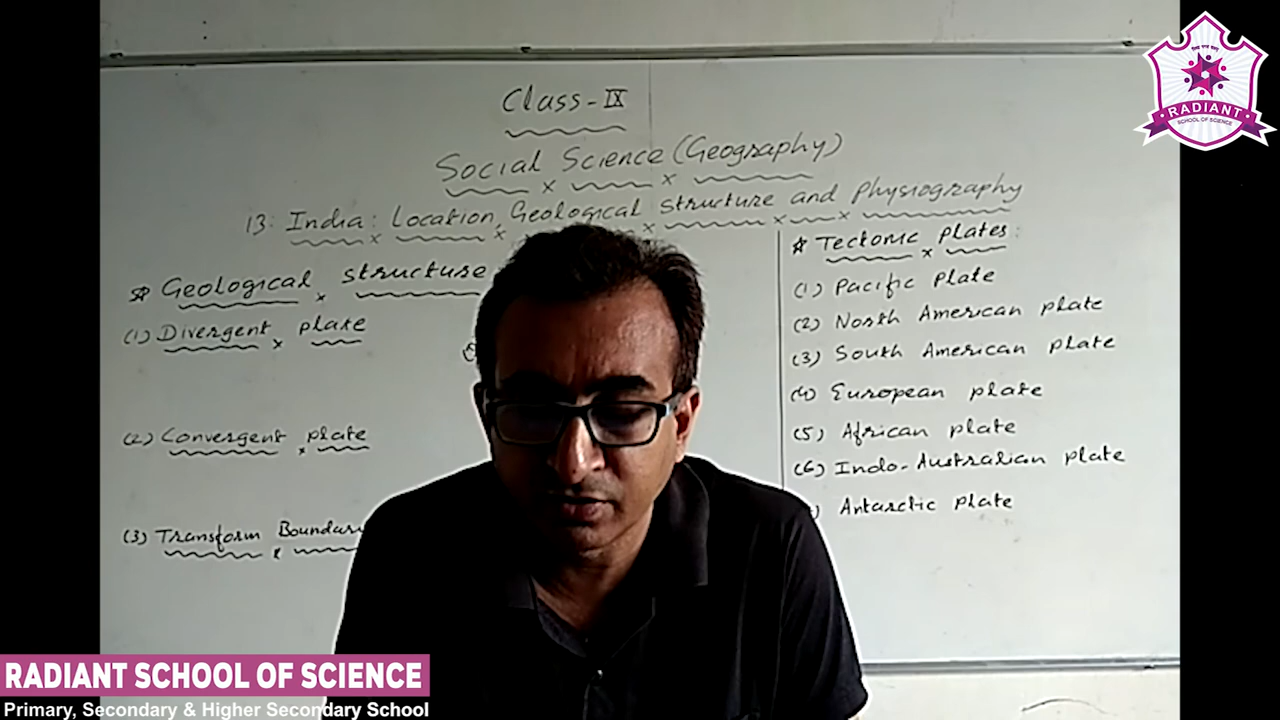 Class-IX
Social Science (Geography)
13: India: Location, Geological structure and Physiography
Geological structure
(1) Divergent plate
(2) Convergent plate
(3) Transform Boundary
Tectonic plates:
(1) Pacific plate
(2) North American plate
(3) South American plate
(4) European plate
(5) African plate
(6) Indo-Australian plate
Antarctic plate
RADIANT
SCHOOL OF SCIENCE
RADIANT SCHOOL OF SCIENCE
Primary, Secondary & Higher Secondary School